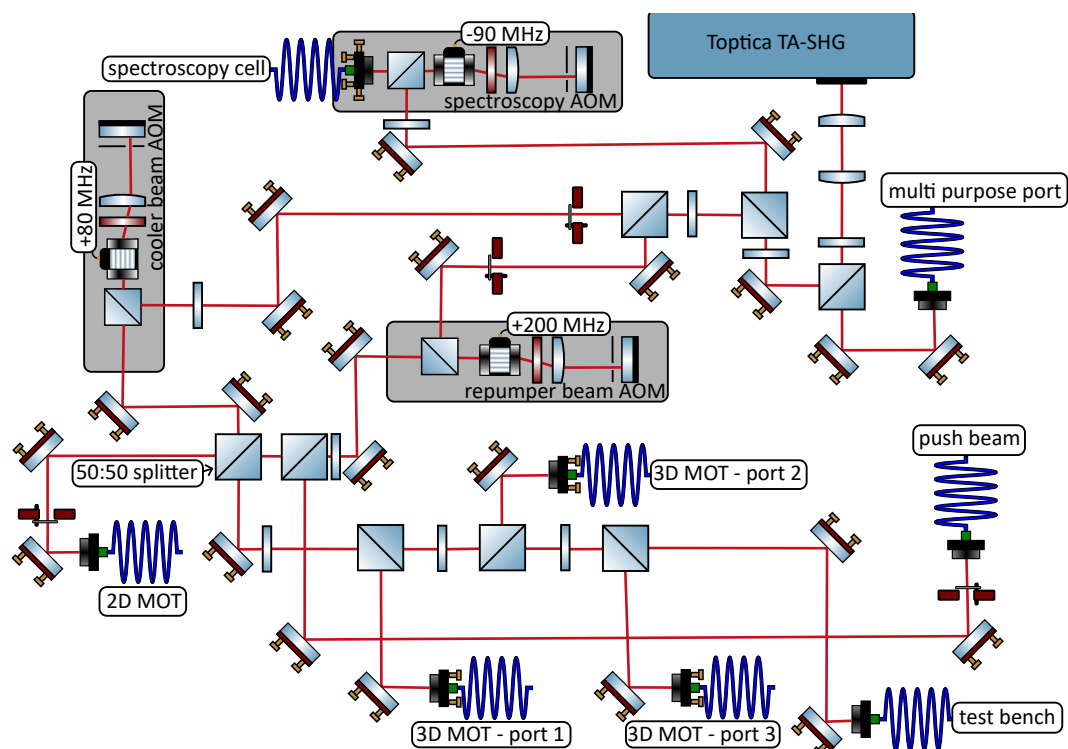 -90 MHz
Toptica TA-SHG
spectroscopy cell
spectroscopy AOM
multi purpose port
+80 MHz
cooler beam AOM
+200 MHz
repumper beam AOM
50:50 splitter
push beam
3D MOT - port 2
2D MOT
3D MOT - port 1
3D MOT - port 3
test bench